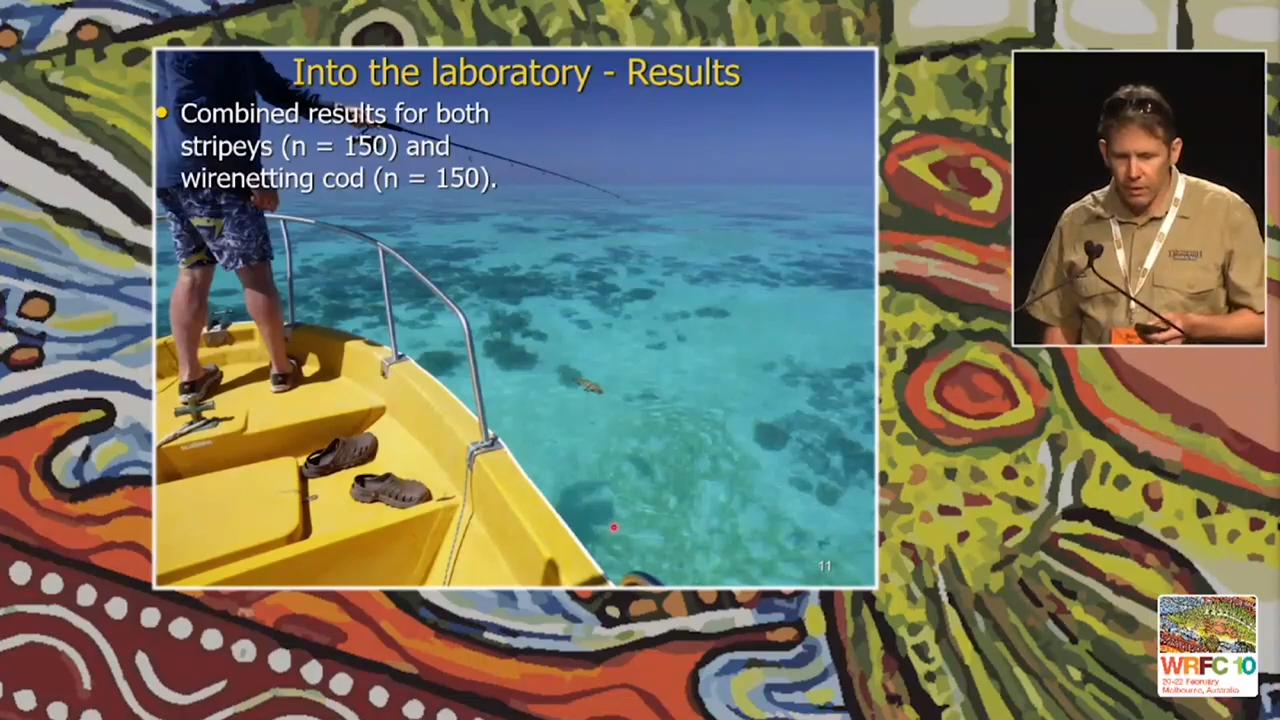 Into the laboratory - Results
Combined results for both
stripeys (n = 150) and
wirenetting cod (n = 150).
11
WRFC 10
20-22 February
Melbourne, Australia